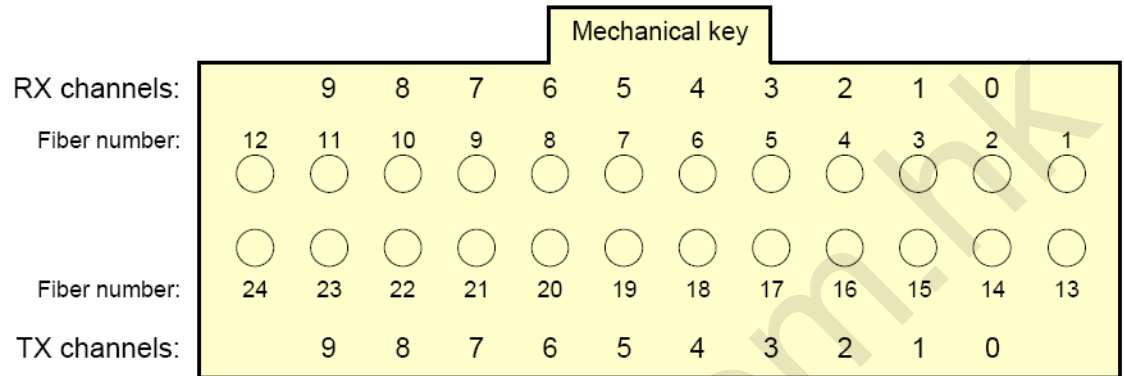 Mechanical key
RX channels: 9 8 7 6 5 4 3 2 1 0
Fiber number: 12 11 10 9 8 7 6 5 4 3 2 1
Fiber number: 24 23 22 21 20 19 18 17 16 15 14 13
TX channels: 9 8 7 6 5 4 3 2 1 0
om.hk